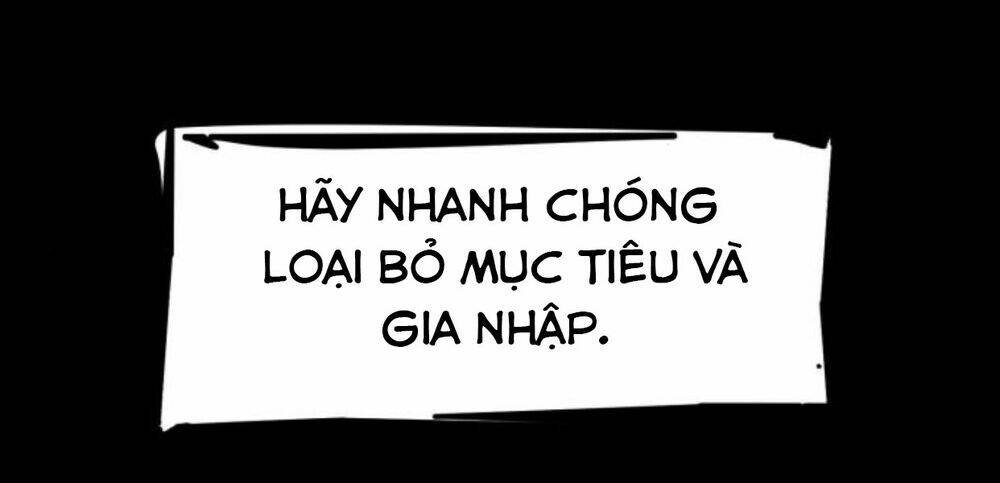 HÃY NHANH CHÓNG
LOẠI BỎ MỤC TIÊU VÀ
GIA NHẬP.